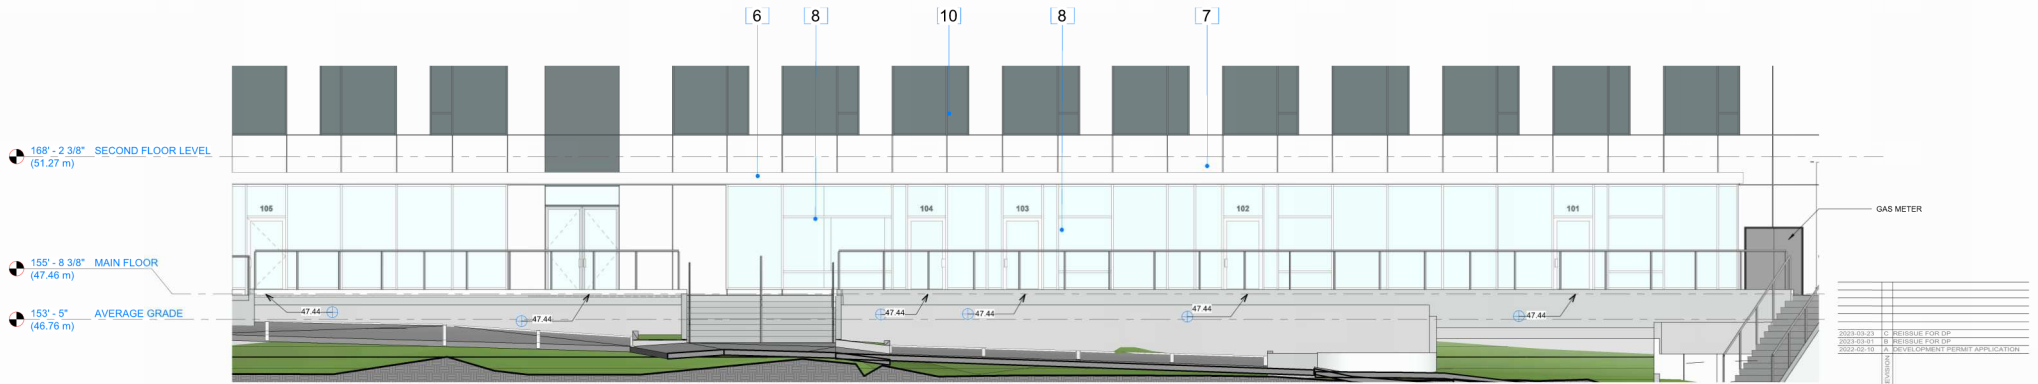 6
8
10
8
7
168' - 2 3/8" SECOND FLOOR LEVEL
(51.27 m)
105
104
103
102
101
GAS METER
155' - 8 3/8" MAIN FLOOR
(47.46 m)
153' - 5" AVERAGE GRADE
(46.76 m)
47.44
47.44
47.44
47.44
47.44
47.44
2023-03-23 C REISSUE FOR DP
2023-03-01 B REISSUE FOR DP
2022-02-10 A DEVELOPMENT PERMIT APPLICATION